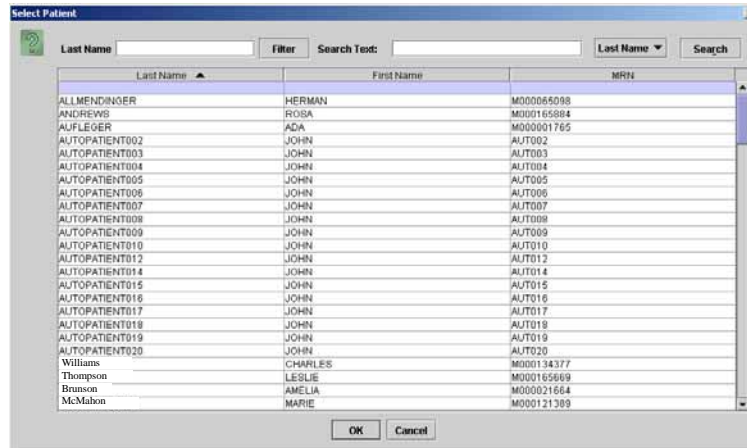 Select Patient
Last Name Filter Search Text: Last Name Search
Last Name First Name MRN
ALLMENDINGER HERMAN M000065098
ANDREWS ROSA M000165884
AUFLEGER ADA M000001765
AUTOPATIENT002 JOHN AUT002
AUTOPATIENT003 JOHN AUT003
AUTOPATIENT004 JOHN AUT004
AUTOPATIENT005 JOHN AUT005
AUTOPATIENT006 JOHN AUT006
AUTOPATIENT007 JOHN AUT007
AUTOPATIENT008 JOHN AUT008
AUTOPATIENT009 JOHN AUT009
AUTOPATIENT010 JOHN AUT010
AUTOPATIENT012 JOHN AUT012
AUTOPATIENT014 JOHN AUT014
AUTOPATIENT015 JOHN AUT015
AUTOPATIENT016 JOHN AUT016
AUTOPATIENT017 JOHN AUT017
AUTOPATIENT018 JOHN AUT018
AUTOPATIENT019 JOHN AUT019
AUTOPATIENT020 JOHN AUT020
Williams CHARLES M000134377
Thompson LESLIE M000165669
Brunson AMELIA M000021664
McMahon MARIE M000121389
OK Cancel